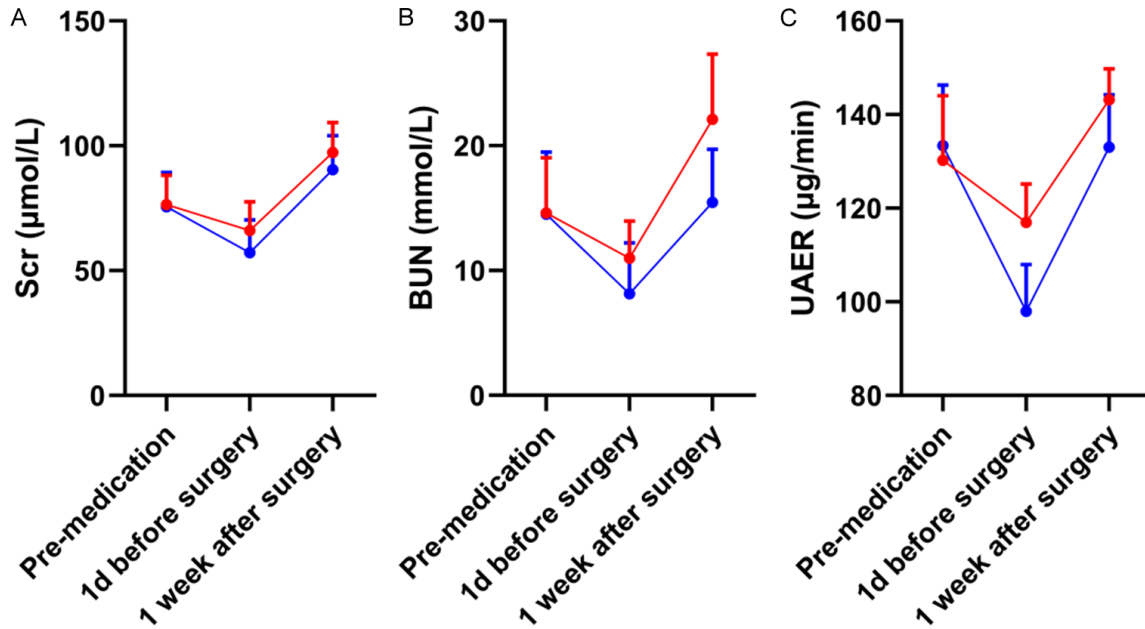 A
Scr (µmol/L)
150
100
50
0
Pre-medication
1d before surgery
1 week after surgery
B
BUN (mmol/L)
30
20
10
0
Pre-medication
1d before surgery
1 week after surgery
C
UAER (µg/min)
160
140
120
100
80
Pre-medication
1d before surgery
1 week after surgery